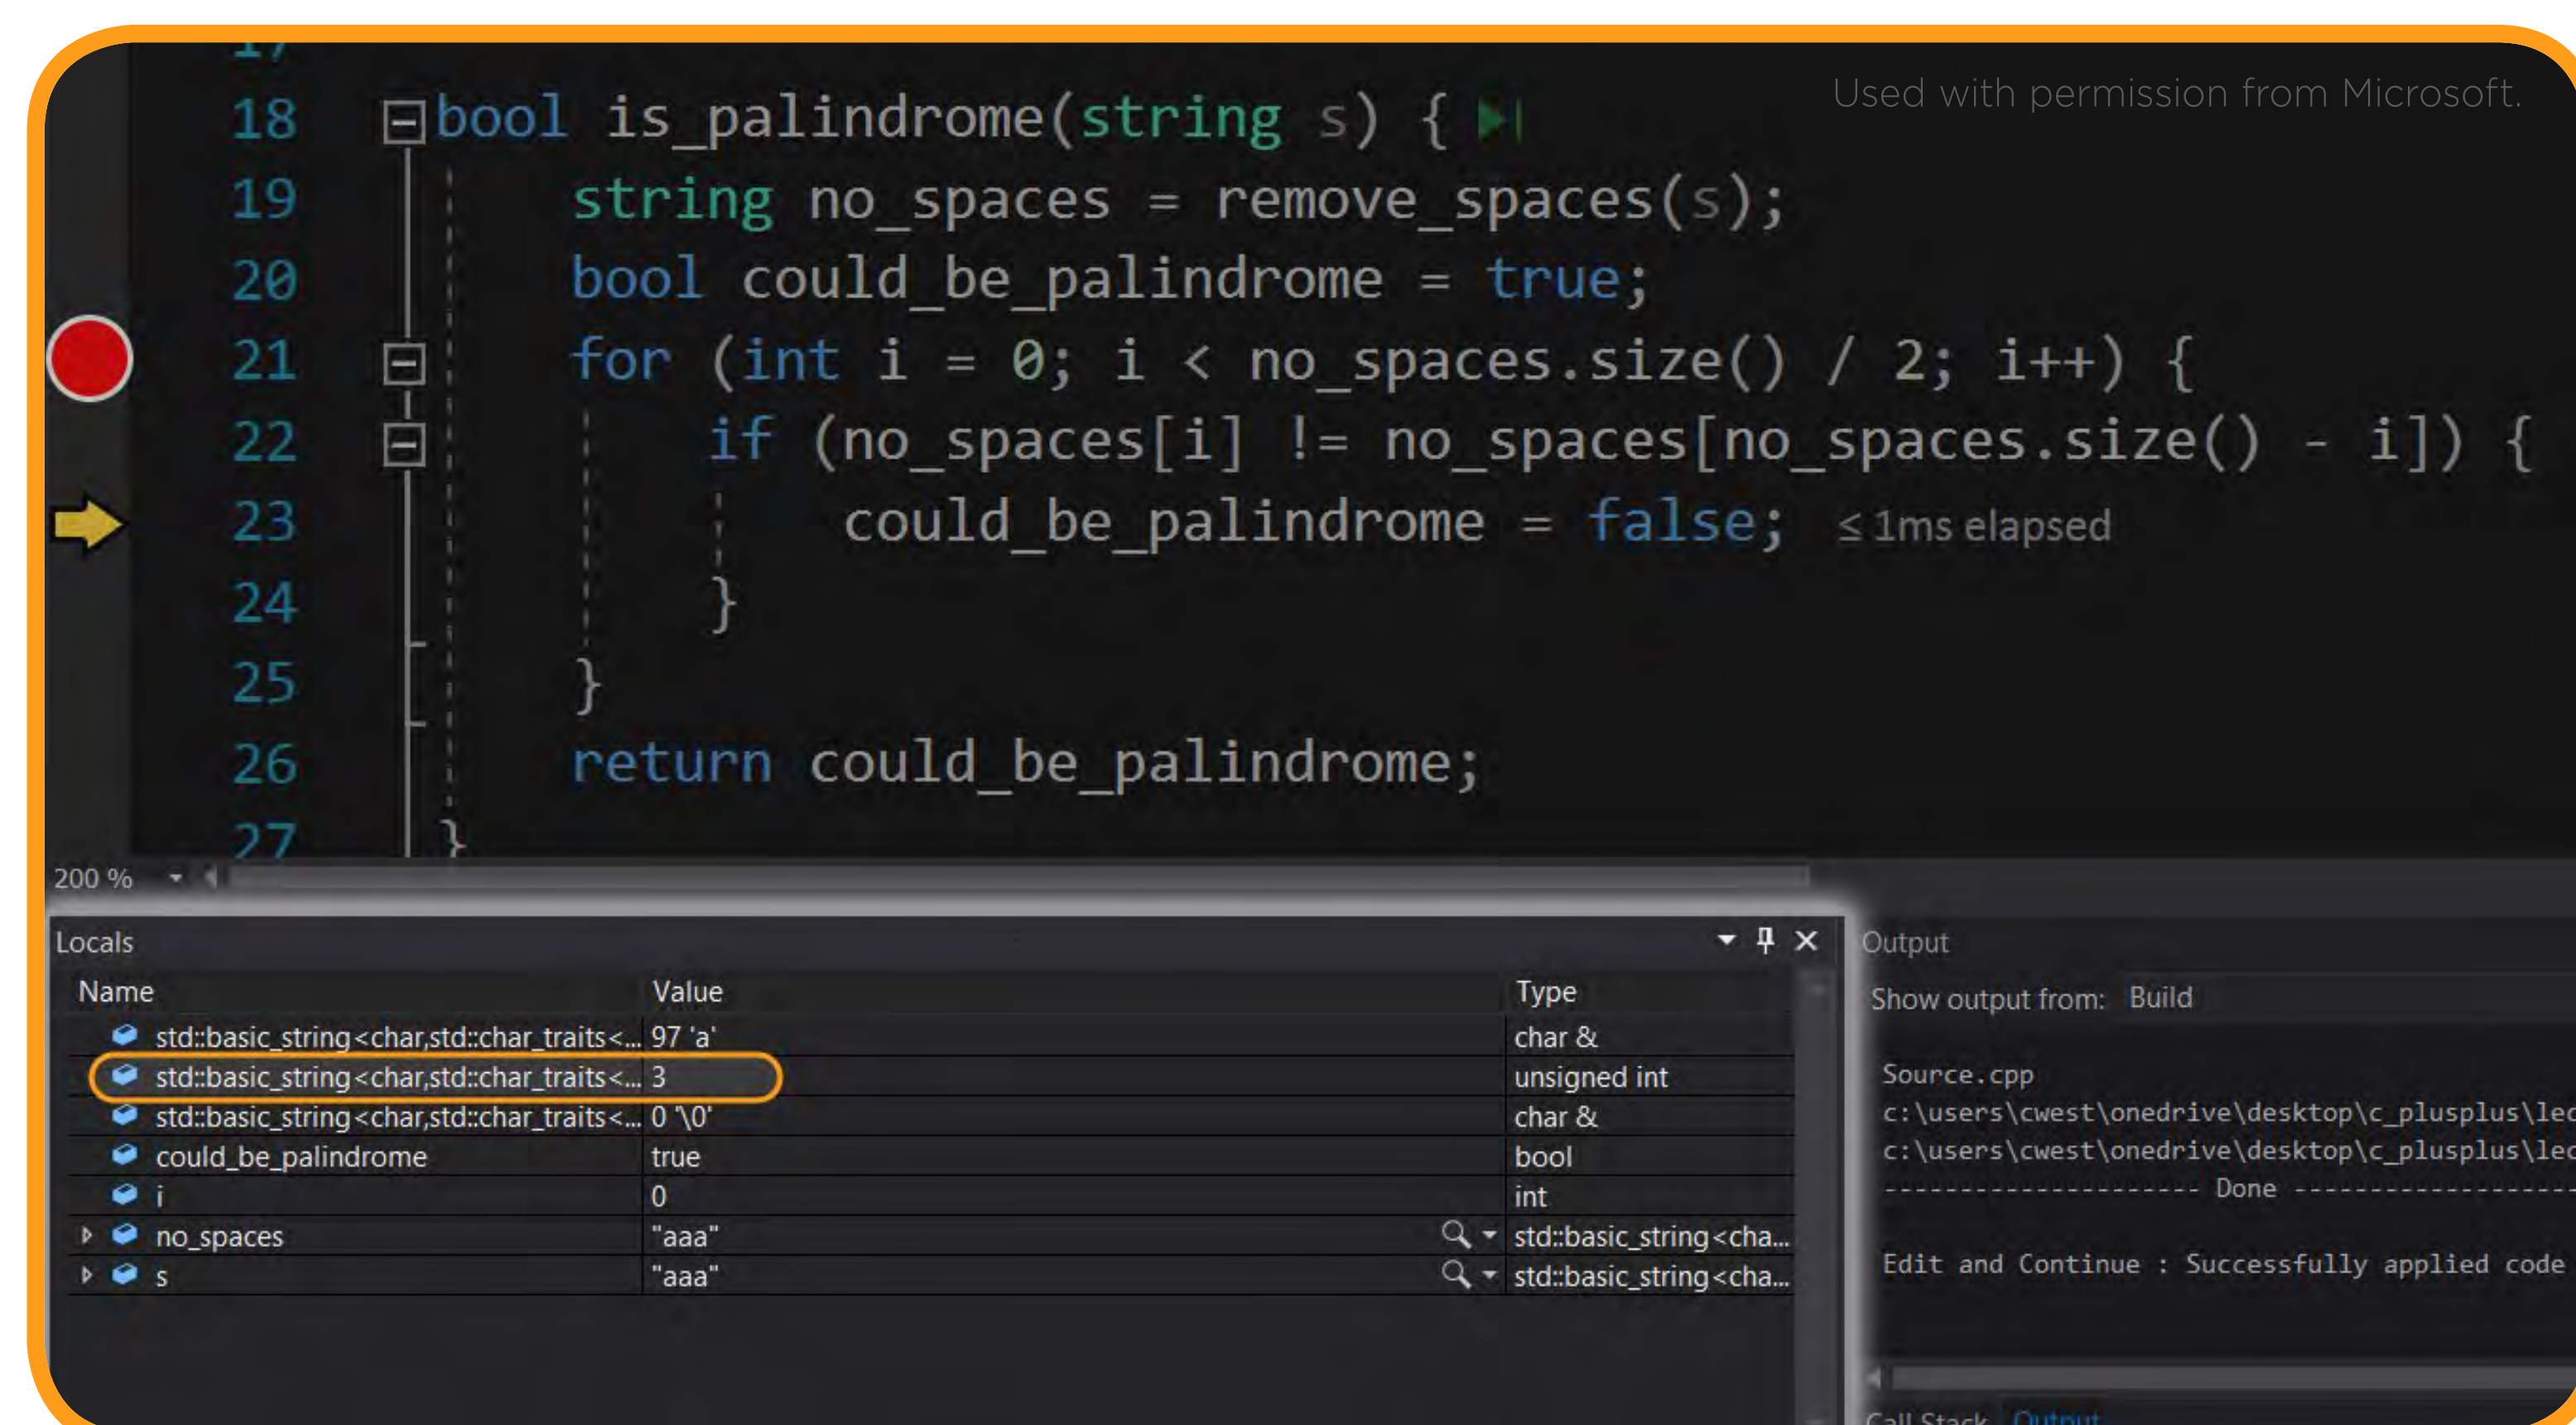 17
Used with permission from Microsoft.
18 bool is_palindrome(string s) {
19 string no_spaces = remove_spaces(s);
20 bool could_be_palindrome = true;
21 for (int i = 0; i < no_spaces.size() / 2; i++) {
22 if (no_spaces[i] != no_spaces[no_spaces.size() - i]) {
23 could_be_palindrome = false; ≤ 1ms elapsed
24 }
25 }
26 return could_be_palindrome;
27 }
200 %
Locals
Name Value Type
std::basic_string<char,std::char_traits<... 97 'a' char &
std::basic_string<char,std::char_traits<... 3 unsigned int
std::basic_string<char,std::char_traits<... 0 '\0' char &
could_be_palindrome true bool
i 0 int
no_spaces "aaa" std::basic_string<cha...
s "aaa" std::basic_string<cha...
Output
Show output from: Build
Source.cpp
c:\users\cwest\onedrive\desktop\c_plusplus\lec
c:\users\cwest\onedrive\desktop\c_plusplus\lec
--------------------- Done -------------------
Edit and Continue : Successfully applied code
Call Stack Output